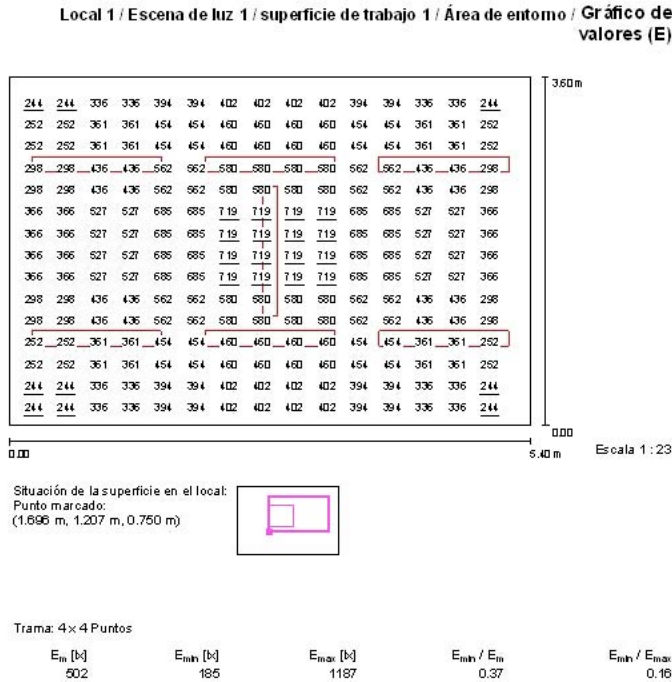 Local 1 / Escena de luz 1 / superficie de trabajo 1 / Área de entorno / Gráfico de
valores (E)
3.60 m
244 244 336 336 394 394 402 402 402 402 394 394 336 336 244
252 252 361 361 454 454 460 460 460 460 454 454 361 361 252
252 252 361 361 454 454 460 460 460 460 454 454 361 361 252
298 298 436 436 562 562 580 580 580 580 562 562 436 436 298
298 298 436 436 562 562 580 580 580 580 562 562 436 436 298
366 366 527 527 685 685 719 719 719 719 685 685 527 527 366
366 366 527 527 685 685 719 719 719 719 685 685 527 527 366
366 366 527 527 685 685 719 719 719 719 685 685 527 527 366
366 366 527 527 685 685 719 719 719 719 685 685 527 527 366
298 298 436 436 562 562 580 580 580 580 562 562 436 436 298
298 298 436 436 562 562 580 580 580 580 562 562 436 436 298
252 252 361 361 454 454 460 460 460 460 454 454 361 361 252
252 252 361 361 454 454 460 460 460 460 454 454 361 361 252
244 244 336 336 394 394 402 402 402 402 394 394 336 336 244
244 244 336 336 394 394 402 402 402 402 394 394 336 336 244
0.00
0.00 5.40 m Escala 1 : 23
Situación de la superficie en el local:
Punto marcado:
(1.696 m, 1.207 m, 0.750 m)
Trama: 4 x 4 Puntos
Em [lx] Emin [lx] Emax [lx] Emin / Em Emin / Emax
502 185 1187 0.37 0.16